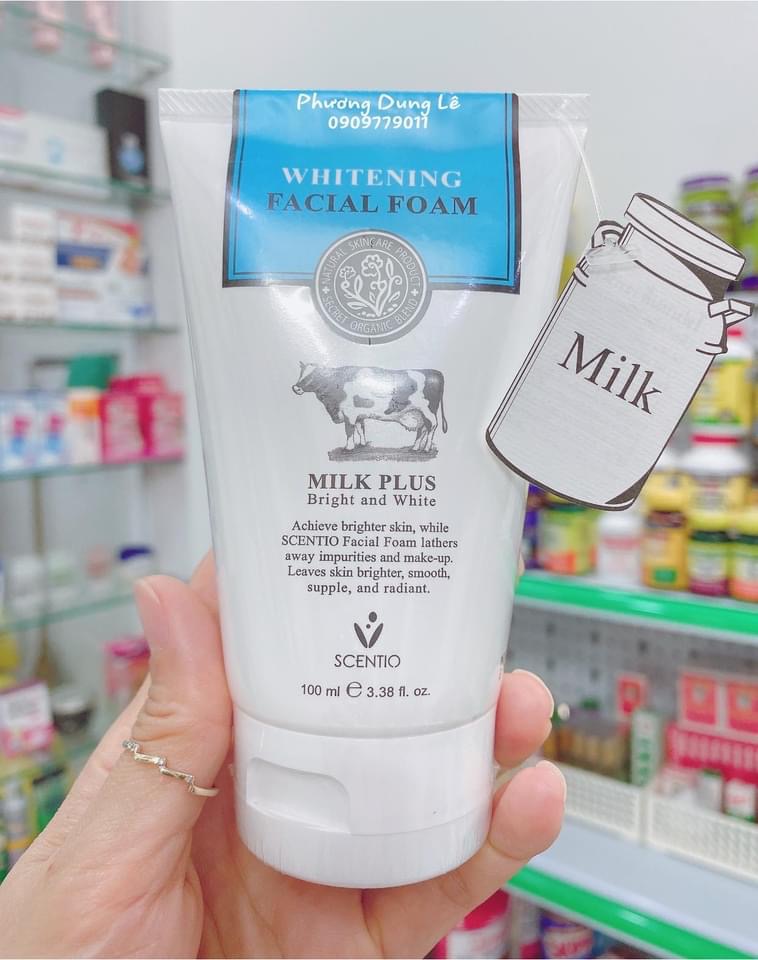 Phương Dung Lê
0909779011
WHITENING
FACIAL FOAM
NATURAL SKINCARE PRODUCT
SECRET ORGANIC BLEND
MILK PLUS
Bright and White
Achieve brighter skin, while
SCENTIO Facial Foam lathers
away impurities and make-up.
Leaves skin brighter, smooth,
supple, and radiant.
SCENTIO
100 ml ℮ 3.38 fl. oz.
Milk